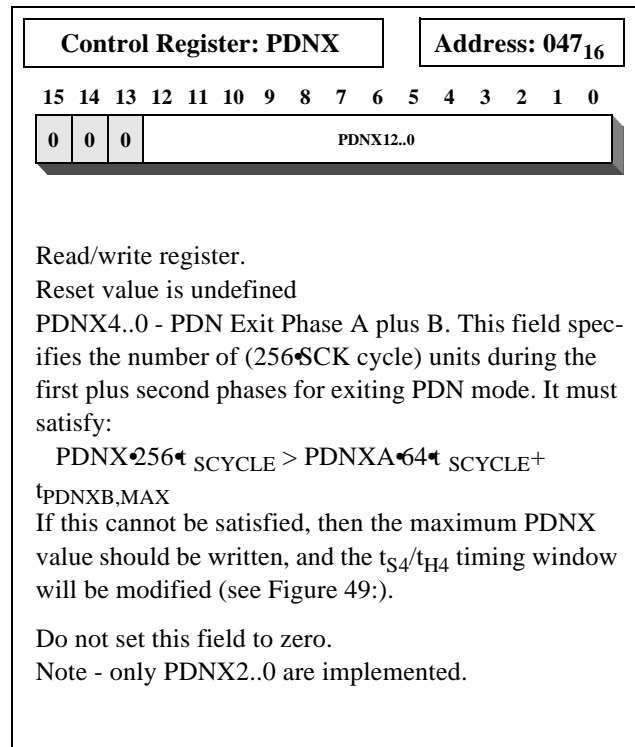 Control Register: PDNX Address: 047₁₆
15 14 13 12 11 10 9 8 7 6 5 4 3 2 1 0
0 0 0 PDNX12..0
Read/write register.
Reset value is undefined
PDNX4..0 - PDN Exit Phase A plus B. This field spec-
ifies the number of (256•SCK cycle) units during the
first plus second phases for exiting PDN mode. It must
satisfy:
PDNX•256•t SCYCLE > PDNXA•64•t SCYCLE+
tPDNXB,MAX
If this cannot be satisfied, then the maximum PDNX
value should be written, and the tS4/tH4 timing window
will be modified (see Figure 49:).
Do not set this field to zero.
Note - only PDNX2..0 are implemented.